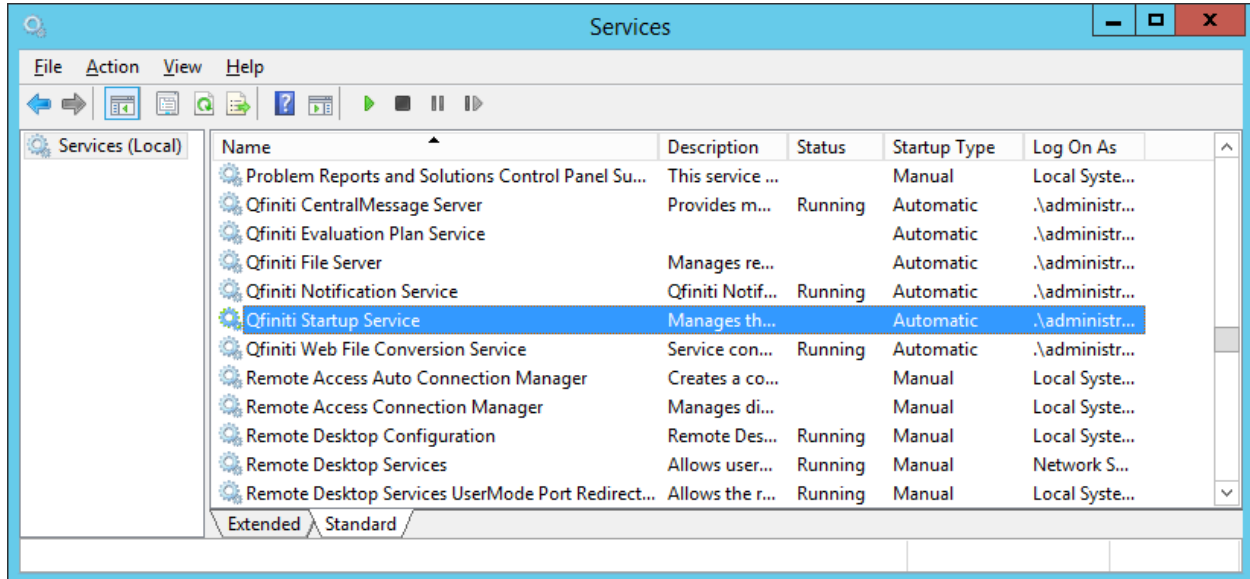 Services
File Action View Help
Services (Local)
Name Description Status Startup Type Log On As
Problem Reports and Solutions Control Panel Su... This service ... Manual Local Syste...
Qfiniti CentralMessage Server Provides m... Running Automatic .\administr...
Qfiniti Evaluation Plan Service Automatic .\administr...
Qfiniti File Server Manages re... Automatic .\administr...
Qfiniti Notification Service Qfiniti Notif... Running Automatic .\administr...
Qfiniti Startup Service Manages th... Automatic .\administr...
Qfiniti Web File Conversion Service Service con... Running Automatic .\administr...
Remote Access Auto Connection Manager Creates a co... Manual Local Syste...
Remote Access Connection Manager Manages di... Manual Local Syste...
Remote Desktop Configuration Remote Des... Running Manual Local Syste...
Remote Desktop Services Allows user... Running Manual Network S...
Remote Desktop Services UserMode Port Redirect... Allows the r... Running Manual Local Syste...
Extended Standard